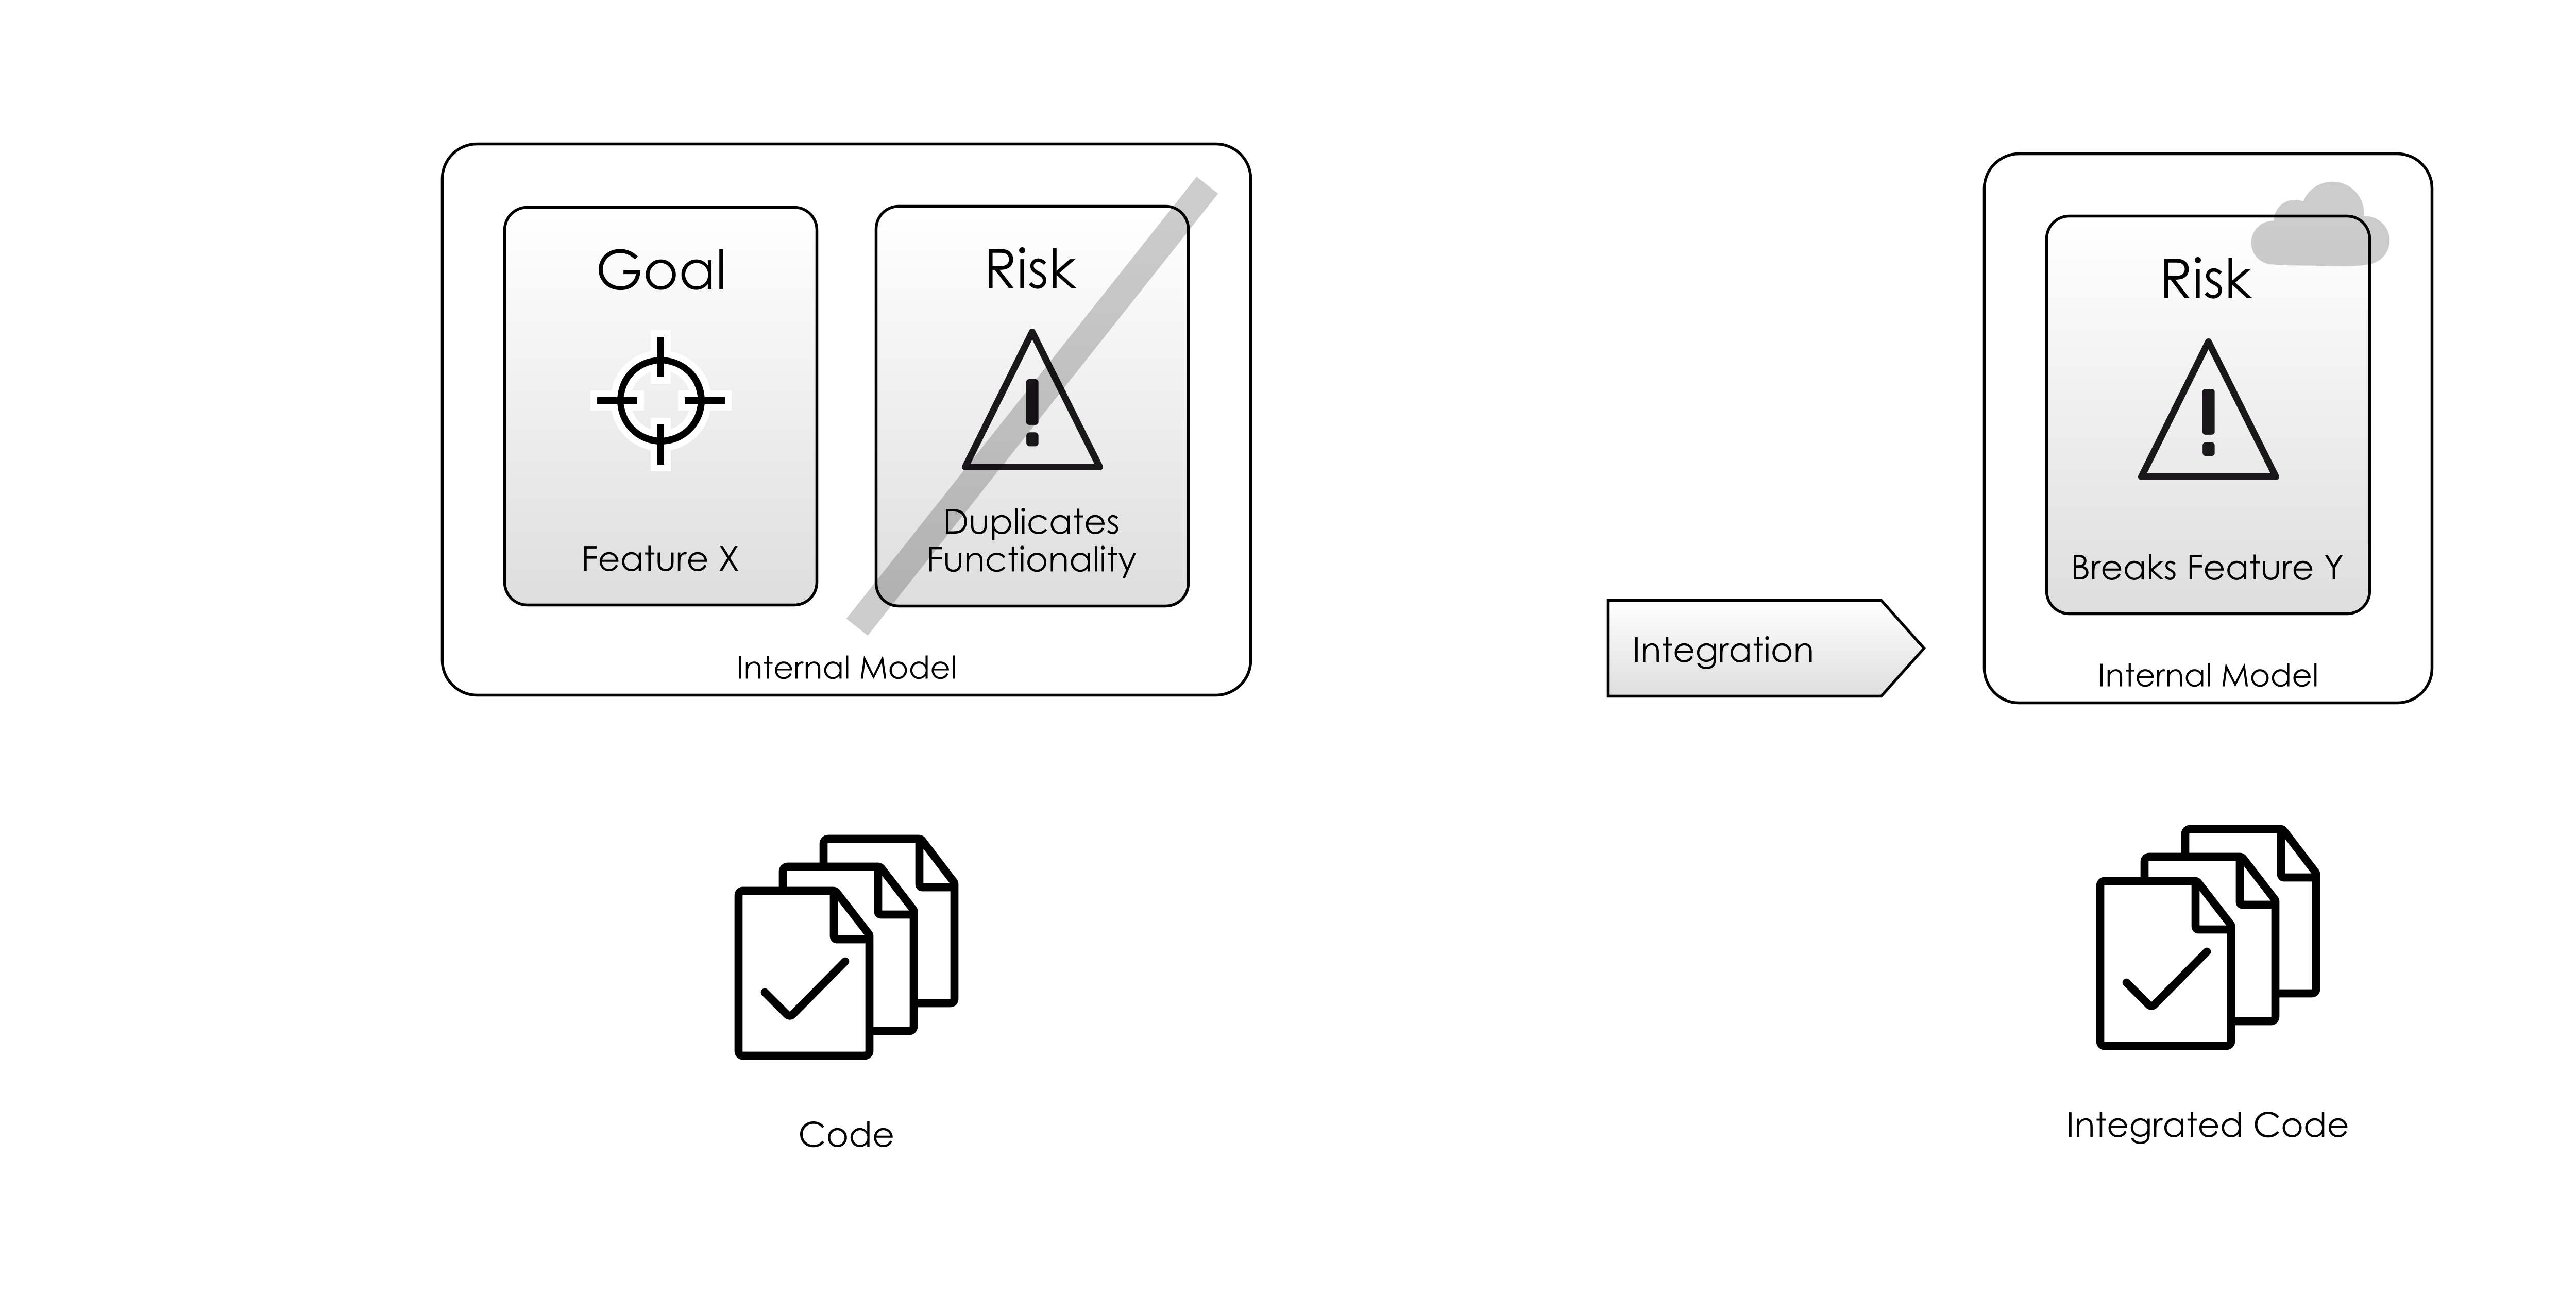 Goal
Feature X
Risk
Duplicates
Functionality
Internal Model
Code
Integration
Risk
Breaks Feature Y
Internal Model
Integrated Code